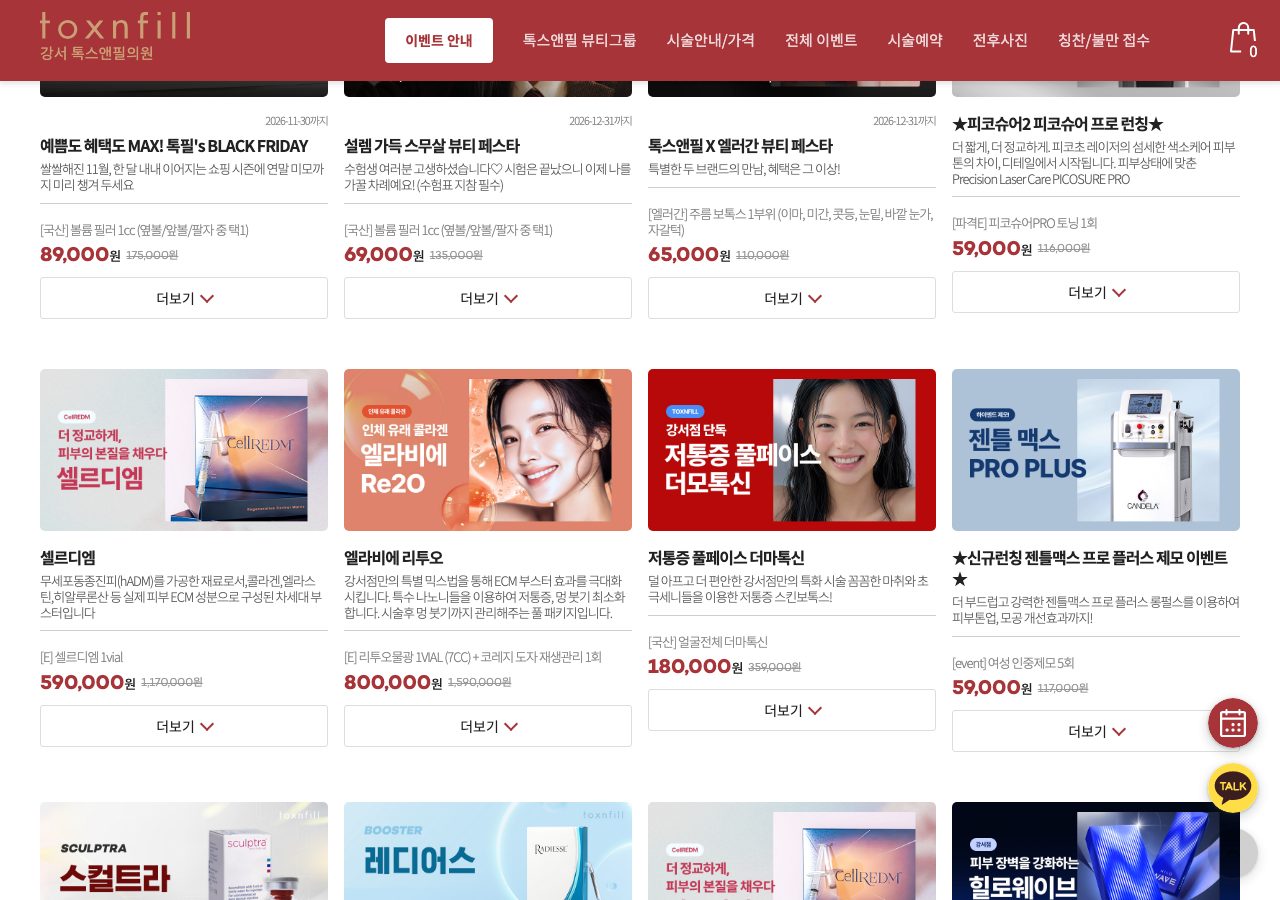 toxnfill
강서 톡스앤필의원
이벤트 안내
톡스앤필 뷰티그룹
시술안내/가격
전체 이벤트
시술예약
전후사진
칭찬/불만 접수
0
2026-11-30까지
예쁨도 혜택도 MAX! 톡필's BLACK FRIDAY
쌀쌀해진 11월, 한 달 내내 이어지는 쇼핑 시즌에 연말 미모까
지 미리 챙겨 두세요
[국산] 볼륨 필러 1cc (옆볼/앞볼/팔자 중 택1)
89,000원 175,000원
더보기
2026-12-31까지
설렘 가득 스무살 뷰티 페스타
수험생 여러분 고생하셨습니다♡ 시험은 끝났으니 이제 나를
가꿀 차례예요! (수험표 지참 필수)
[국산] 볼륨 필러 1cc (옆볼/앞볼/팔자 중 택1)
69,000원 135,000원
더보기
2026-12-31까지
톡스앤필 X 엘러간 뷰티 페스타
특별한 두 브랜드의 만남, 혜택은 그 이상!
[엘러간] 주름 보톡스 1부위 (이마, 미간, 콧등, 눈밑, 바깥 눈가,
자갈턱)
65,000원 110,000원
더보기
★피코슈어2 피코슈어 프로 런칭★
더 짧게, 더 정교하게. 피코초 레이저의 섬세한 색소케어 피부
톤의 차이, 디테일에서 시작됩니다. 피부상태에 맞춘
Precision Laser Care PICOSURE PRO
[파격E] 피코슈어PRO 토닝 1회
59,000원 116,000원
더보기
CellREDM
더 정교하게,
피부의 본질을 채우다
셀르디엠
CellREDM
Regenerative Dermal Matrix
셀르디엠
무세포동종진피(hADM)를 가공한 재료로서,콜라겐,엘라스
틴,히알루론산 등 실제 피부 ECM 성분으로 구성된 차세대 부
스터입니다
[E] 셀르디엠 1vial
590,000원 1,170,000원
더보기
인체 유래 콜라겐
인체 유래 콜라겐
엘라비에
Re2O
엘라비에 리투오
강서점만의 특별 믹스법을 통해 ECM 부스터 효과를 극대화
시킵니다. 특수 나노니들을 이용하여 저통증, 멍 붓기 최소화
합니다. 시술후 멍 붓기까지 관리해주는 풀 패키지입니다.
[E] 리투오물광 1VIAL (7CC) + 코레지 도자 재생관리 1회
800,000원 1,590,000원
더보기
TOXNFILL
강서점 단독
저통증 풀페이스
더모톡신
저통증 풀페이스 더마톡신
덜 아프고 더 편안한 강서점만의 특화 시술 꼼꼼한 마취와 초
극세니들을 이용한 저통증 스킨보톡스!
[국산] 얼굴전체 더마톡신
180,000원 359,000원
더보기
하이엔드 제모!
젠틀 맥스
PRO PLUS
CANDELA
★신규런칭 젠틀맥스 프로 플러스 제모 이벤트
★
더 부드럽고 강력한 젠틀맥스 프로 플러스 롱펄스를 이용하여
피부톤업, 모공 개선효과까지!
[event] 여성 인중제모 5회
59,000원 117,000원
더보기
TALK
toxnfill
SCULPTRA
스컬트라
sculptra
toxnfill
BOOSTER
레디어스
RADIESSE
CellREDM
더 정교하게,
피부의 본질을 채우다
CellREDM
강서점
피부 장벽을 강화하는
힐로웨이브
WAVE